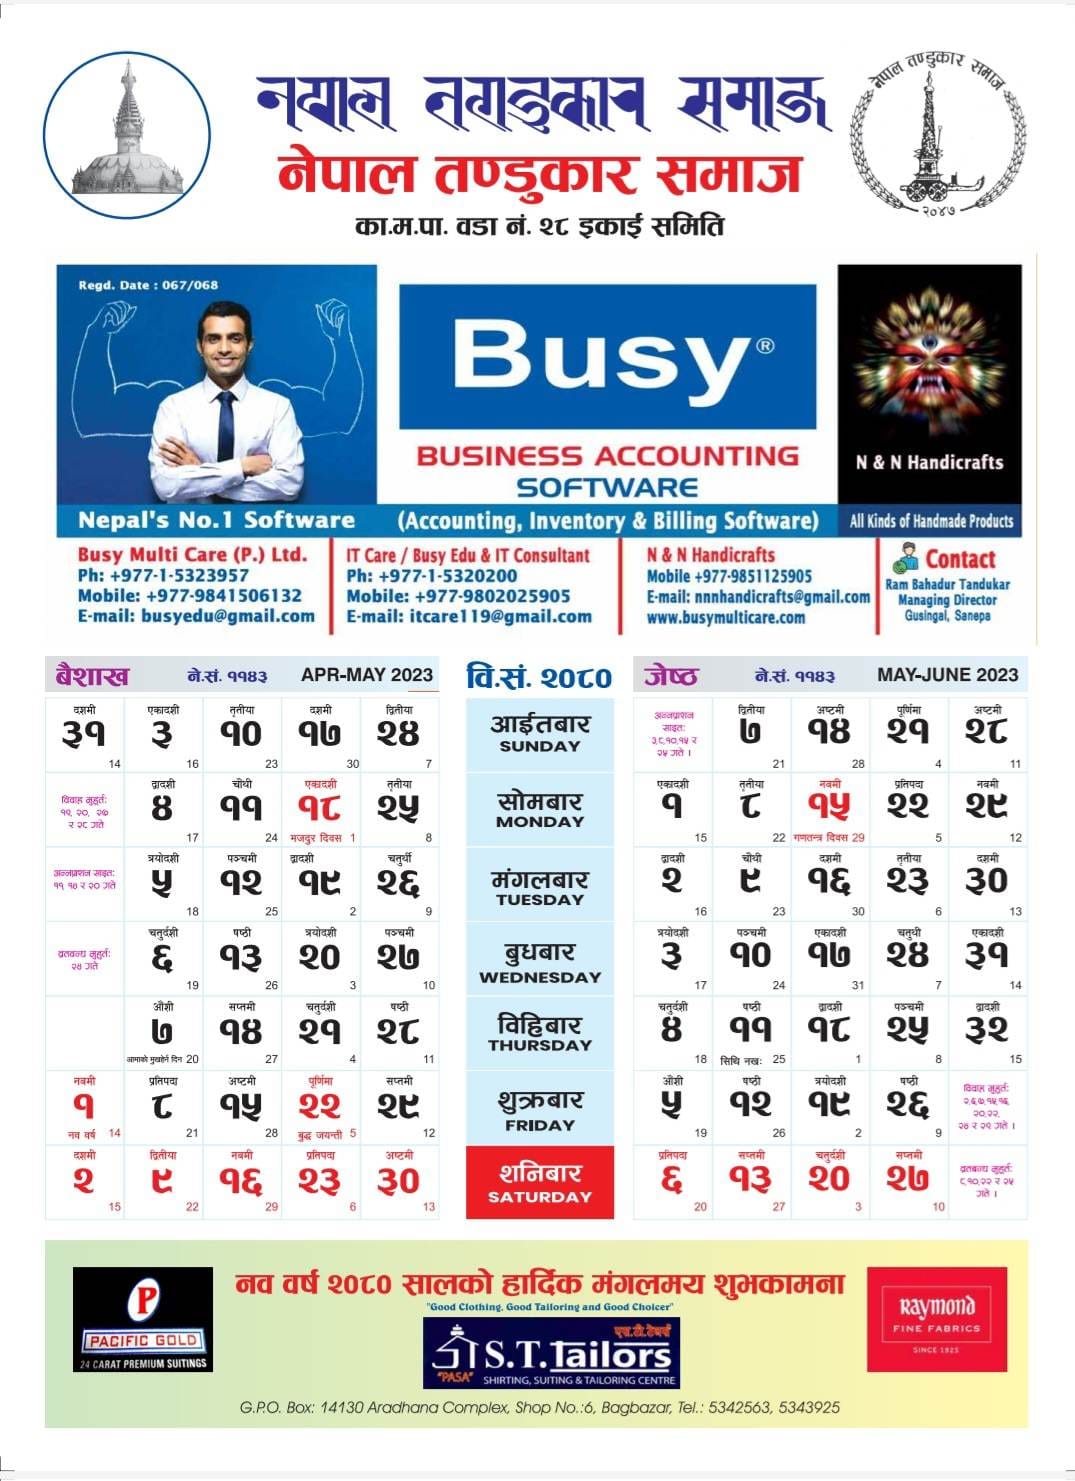 नेपाल तण्डुकार समाज
२०४७
नेपाल तण्डुकार समाज
का.म.पा. वडा नं. २८ इकाई समिति
Regd. Date : 067/068
Busy®
BUSINESS ACCOUNTING
SOFTWARE
N & N Handicrafts
Nepal's No.1 Software (Accounting, Inventory & Billing Software)
All Kinds of Handmade Products
Busy Multi Care (P.) Ltd.
Ph: +977-1-5323957
Mobile: +977-9841506132
E-mail: busyedu@gmail.com
IT Care / Busy Edu & IT Consultant
Ph: +977-1-5320200
Mobile: +977-9802025905
E-mail: itcare119@gmail.com
N & N Handicrafts
Mobile +977-9851125905
E-mail: nnnhandicrafts@gmail.com
www.busymulticare.com
Contact
Ram Bahadur Tandukar
Managing Director
Gusingal, Sanepa
बैशाख ने.सं. ११४३ APR-MAY 2023
वि.सं. २०८०
जेष्ठ ने.सं. ११४३ MAY-JUNE 2023
दशमी एकादशी तृतीया दशमी द्वितीया
३१ ३ १० १७ २४
14 16 23 30 7
आईतबार
SUNDAY
अन्नप्राशन
साइत:
३,८,१०,१५ र
२५ गते ।
द्वितीया अष्टमी पूर्णिमा अष्टमी
७ १४ २१ २८
21 28 4 11
विवाह मुहुर्त:
१९, २०, २७
र २८ गते
द्वादशी चौथी एकादशी तृतीया
४ ११ १८ २५
17 24 मजदुर दिवस 1 8
सोमबार
MONDAY
एकादशी तृतीया नवमी प्रतिपदा नवमी
१ ८ १५ २२ २९
15 22 गणतन्त्र दिवस 29 5 12
अन्नप्राशन साइत:
११, १४ र २० गते
त्रयोदशी पञ्चमी द्वादशी चतुर्थी
५ १२ १९ २६
18 25 2 9
मंगलबार
TUESDAY
द्वादशी चौथी दशमी तृतीया दशमी
२ ९ १६ २३ ३०
16 23 30 6 13
व्रतबन्ध मुहुर्त:
२४ गते
चतुर्दशी षष्ठी त्रयोदशी पञ्चमी
६ १३ २० २७
19 26 3 10
बुधबार
WEDNESDAY
त्रयोदशी पञ्चमी एकादशी चतुथी एकादशी
३ १० १७ २४ ३१
17 24 31 7 14
औंशी सप्तमी चतुर्दशी षष्ठी
७ १४ २१ २८
आमाको मुखहेर्ने दिन 20 27 4 11
विहिबार
THURSDAY
चतुर्दशी षष्ठी द्वादशी पञ्चमी द्वादशी
४ ११ १८ २५ ३२
18 सिथि नखः 25 1 8 15
नवमी प्रतिपदा अष्टमी पूर्णिमा सप्तमी
१ ८ १५ २२ २९
नव वर्ष 14 21 28 बुद्ध जयन्ती 5 12
शुक्रबार
FRIDAY
औंशी षष्ठी त्रयोदशी षष्ठी
५ १२ १९ २६
19 26 2 9
विवाह मुहुर्त:
२,६,७,१५,१६,
२०,२२,
२४ र २९ गते ।
दशमी द्वितीया नवमी प्रतिपदा अष्टमी
२ ९ १६ २३ ३०
15 22 29 6 13
शनिबार
SATURDAY
प्रतिपदा सप्तमी चतुर्दशी सप्तमी
६ १३ २० २७
20 27 3 10
व्रतबन्ध मुहुर्त:
८,१०,२२ र २५
गते ।
नव वर्ष २०८० सालको हार्दिक मंगलमय शुभकामना
"Good Clothing, Good Tailoring and Good Choicer"
P
PACIFIC GOLD
24 CARAT PREMIUM SUITINGS
एस.टी.टेलर्स
S.T. Tailors
"PASA" SHIRTING, SUITING & TAILORING CENTRE
Raymond
FINE FABRICS
SINCE 1925
G.P.O. Box: 14130 Aradhana Complex, Shop No.:6, Bagbazar, Tel.: 5342563, 5343925